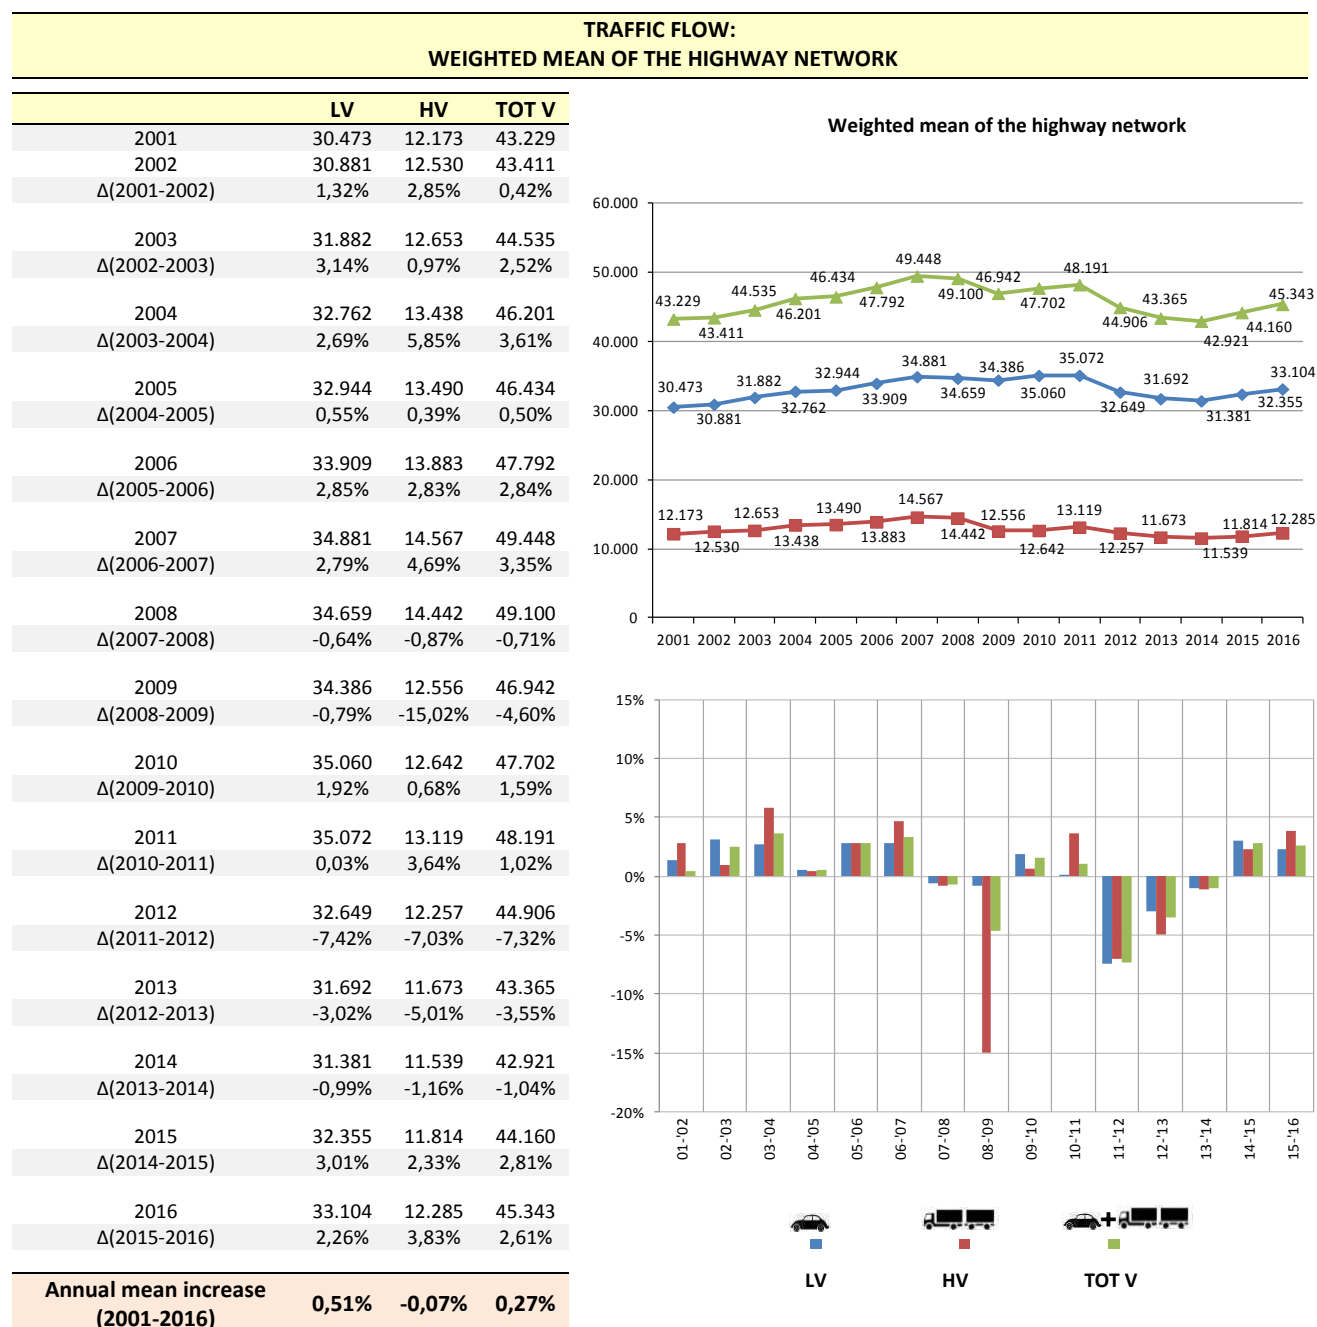 TRAFFIC FLOW:
WEIGHTED MEAN OF THE HIGHWAY NETWORK
LV HV TOT V
2001 30.473 12.173 43.229
2002 30.881 12.530 43.411
Δ(2001-2002) 1,32% 2,85% 0,42%
2003 31.882 12.653 44.535
Δ(2002-2003) 3,14% 0,97% 2,52%
2004 32.762 13.438 46.201
Δ(2003-2004) 2,69% 5,85% 3,61%
2005 32.944 13.490 46.434
Δ(2004-2005) 0,55% 0,39% 0,50%
2006 33.909 13.883 47.792
Δ(2005-2006) 2,85% 2,83% 2,84%
2007 34.881 14.567 49.448
Δ(2006-2007) 2,79% 4,69% 3,35%
2008 34.659 14.442 49.100
Δ(2007-2008) -0,64% -0,87% -0,71%
2009 34.386 12.556 46.942
Δ(2008-2009) -0,79% -15,02% -4,60%
2010 35.060 12.642 47.702
Δ(2009-2010) 1,92% 0,68% 1,59%
2011 35.072 13.119 48.191
Δ(2010-2011) 0,03% 3,64% 1,02%
2012 32.649 12.257 44.906
Δ(2011-2012) -7,42% -7,03% -7,32%
2013 31.692 11.673 43.365
Δ(2012-2013) -3,02% -5,01% -3,55%
2014 31.381 11.539 42.921
Δ(2013-2014) -0,99% -1,16% -1,04%
2015 32.355 11.814 44.160
Δ(2014-2015) 3,01% 2,33% 2,81%
2016 33.104 12.285 45.343
Δ(2015-2016) 2,26% 3,83% 2,61%
Annual mean increase
(2001-2016) 0,51% -0,07% 0,27%
Weighted mean of the highway network
60.000
50.000
40.000
30.000
20.000
10.000
0
43.229 43.411 44.535 46.201 46.434 47.792 49.448 49.100 46.942 47.702 48.191 44.906 43.365 42.921 44.160 45.343
30.473 30.881 31.882 32.762 32.944 33.909 34.881 34.659 34.386 35.060 35.072 32.649 31.692 31.381 32.355 33.104
12.173 12.530 12.653 13.438 13.490 13.883 14.567 14.442 12.556 12.642 13.119 12.257 11.673 11.539 11.814 12.285
2001 2002 2003 2004 2005 2006 2007 2008 2009 2010 2011 2012 2013 2014 2015 2016
15%
10%
5%
0%
-5%
-10%
-15%
-20%
01-'02 02-'03 03-'04 04-'05 05-'06 06-'07 07-'08 08-'09 09-'10 10-'11 11-'12 12-'13 13-'14 14-'15 15-'16
+
LV HV TOT V